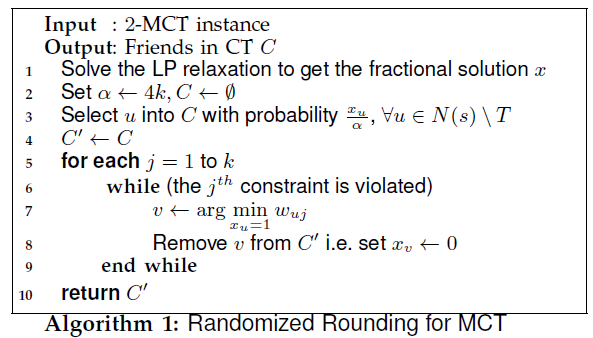 Input : 2-MCT instance
Output: Friends in CT C
1 Solve the LP relaxation to get the fractional solution x
2 Set α ← 4k, C ← ∅
3 Select u into C with probability x_u/α, ∀u ∈ N(s) \ T
4 C′ ← C
5 for each j = 1 to k
6 while (the j^th constraint is violated)
7 v ← arg min_{x_u=1} w_{uj}
8 Remove v from C′ i.e. set x_v ← 0
9 end while
10 return C′
Algorithm 1: Randomized Rounding for MCT